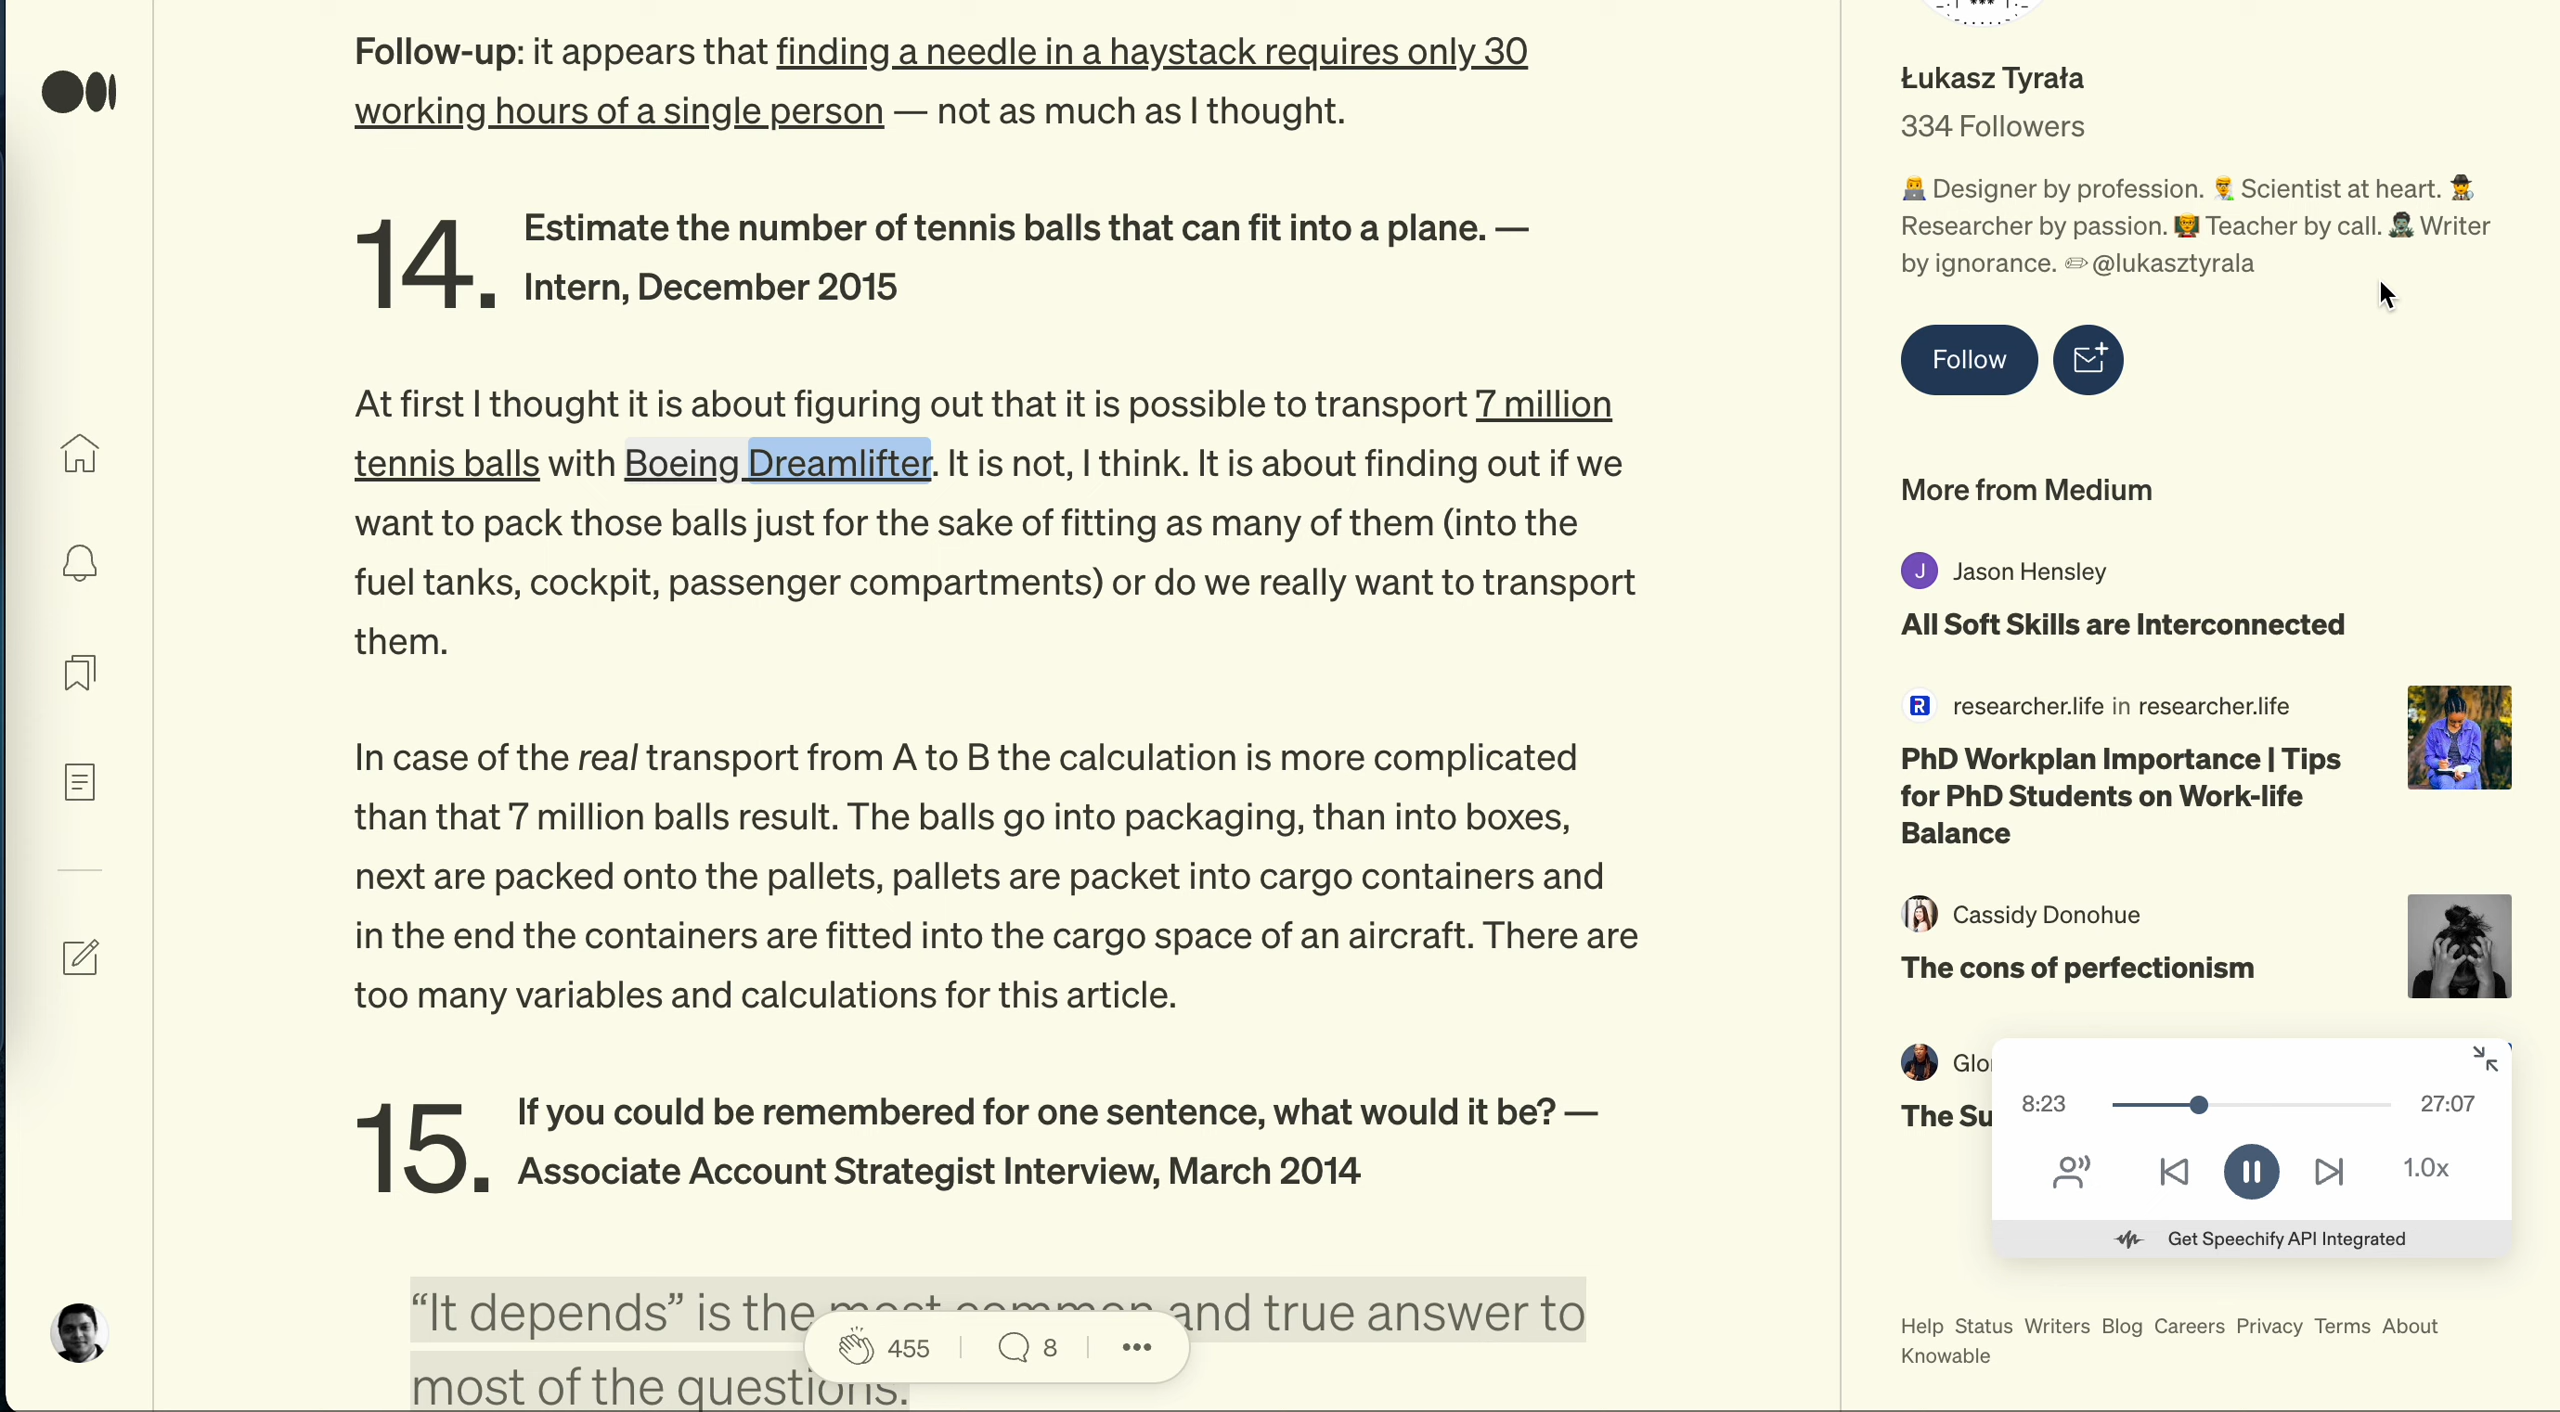 Follow-up: it appears that finding a needle in a haystack requires only 30
working hours of a single person — not as much as I thought.
14.
Estimate the number of tennis balls that can fit into a plane. —
Intern, December 2015
At first I thought it is about figuring out that it is possible to transport 7 million
tennis balls with Boeing Dreamlifter. It is not, I think. It is about finding out if we
want to pack those balls just for the sake of fitting as many of them (into the
fuel tanks, cockpit, passenger compartments) or do we really want to transport
them.
In case of the real transport from A to B the calculation is more complicated
than that 7 million balls result. The balls go into packaging, than into boxes,
next are packed onto the pallets, pallets are packet into cargo containers and
in the end the containers are fitted into the cargo space of an aircraft. There are
too many variables and calculations for this article.
15.
If you could be remembered for one sentence, what would it be? —
Associate Account Strategist Interview, March 2014
“It depends” is the most common and true answer to
most of the questions.
455
8
Łukasz Tyrała
334 Followers
👨‍💻 Designer by profession. 👨‍🔬 Scientist at heart. 🕵️
Researcher by passion. 👨‍🏫 Teacher by call. 🧟 Writer
by ignorance. ✏️ @lukasztyrala
Follow
More from Medium
J
Jason Hensley
All Soft Skills are Interconnected
R
researcher.life in researcher.life
PhD Workplan Importance | Tips
for PhD Students on Work-life
Balance
Cassidy Donohue
The cons of perfectionism
Glo
The Su
8:23
27:07
1.0x
Get Speechify API Integrated
Help Status Writers Blog Careers Privacy Terms About
Knowable